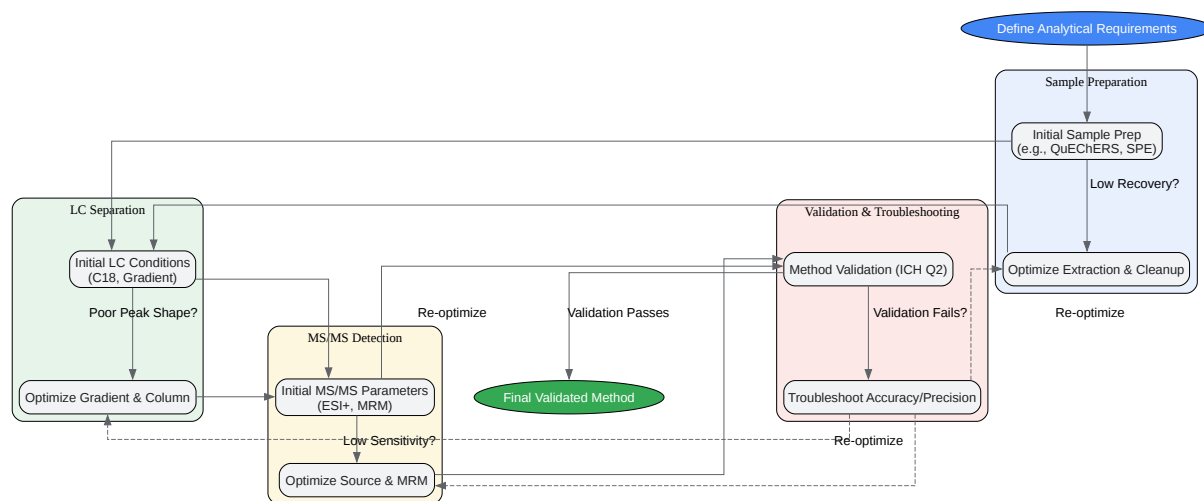 Define Analytical Requirements
Sample Preparation
Initial Sample Prep
(e.g., QuEChERS, SPE)
Low Recovery?
Optimize Extraction & Cleanup
Re-optimize
LC Separation
Initial LC Conditions
(C18, Gradient)
Poor Peak Shape?
Optimize Gradient & Column
MS/MS Detection
Initial MS/MS Parameters
(ESI+, MRM)
Low Sensitivity?
Optimize Source & MRM
Re-optimize
Validation & Troubleshooting
Method Validation (ICH Q2)
Validation Passes
Validation Fails?
Final Validated Method
Troubleshoot Accuracy/Precision
Re-optimize